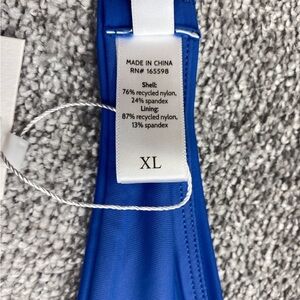 MADE IN CHINA
RN# 165598
Shell:
76% recycled nylon,
24% spandex
Lining:
87% recycled nylon,
13% spandex
XL